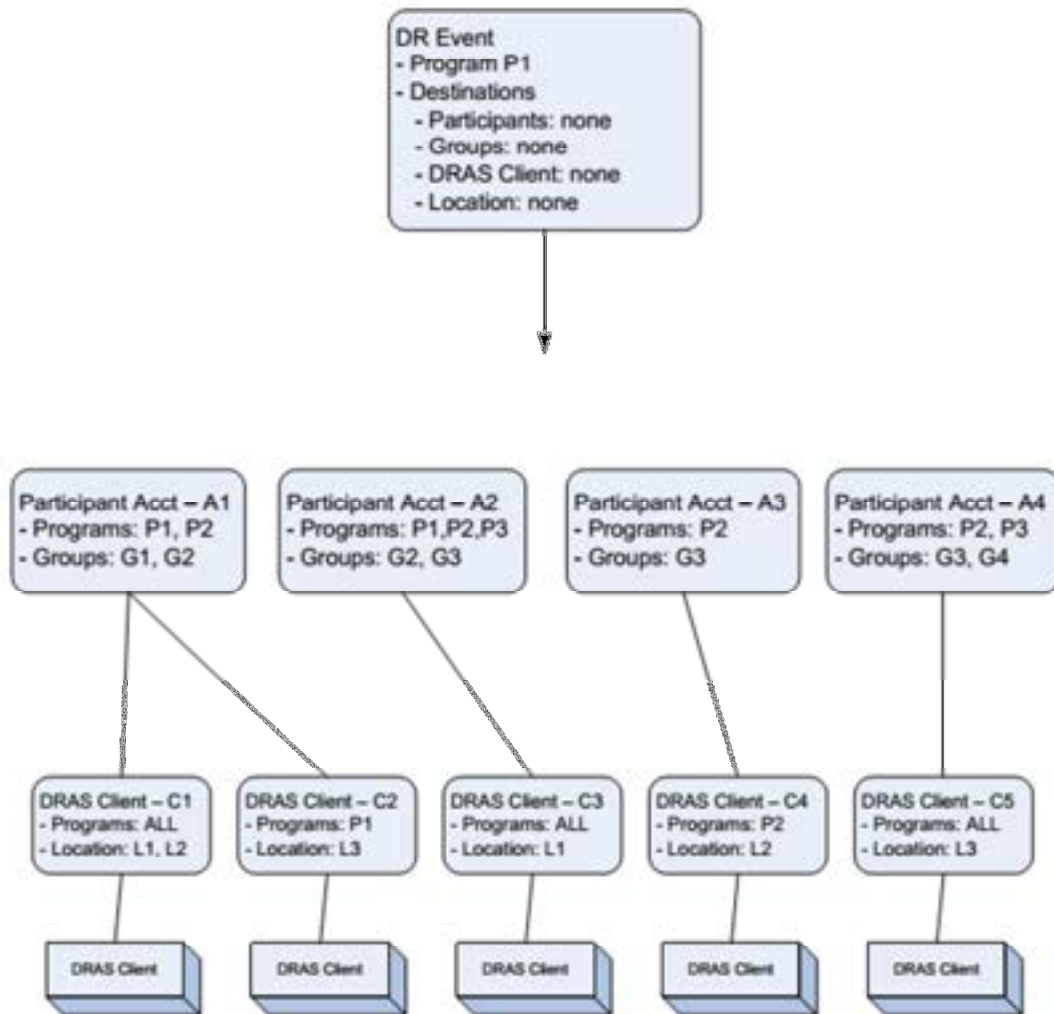 DR Event
- Program P1
- Destinations
- Participants: none
- Groups: none
- DRAS Client: none
- Location: none
Participant Acct – A1
- Programs: P1, P2
- Groups: G1, G2
Participant Acct – A2
- Programs: P1,P2,P3
- Groups: G2, G3
Participant Acct – A3
- Programs: P2
- Groups: G3
Participant Acct – A4
- Programs: P2, P3
- Groups: G3, G4
DRAS Client – C1
- Programs: ALL
- Location: L1, L2
DRAS Client – C2
- Programs: P1
- Location: L3
DRAS Client – C3
- Programs: ALL
- Location: L1
DRAS Client – C4
- Programs: P2
- Location: L2
DRAS Client – C5
- Programs: ALL
- Location: L3
DRAS Client
DRAS Client
DRAS Client
DRAS Client
DRAS Client